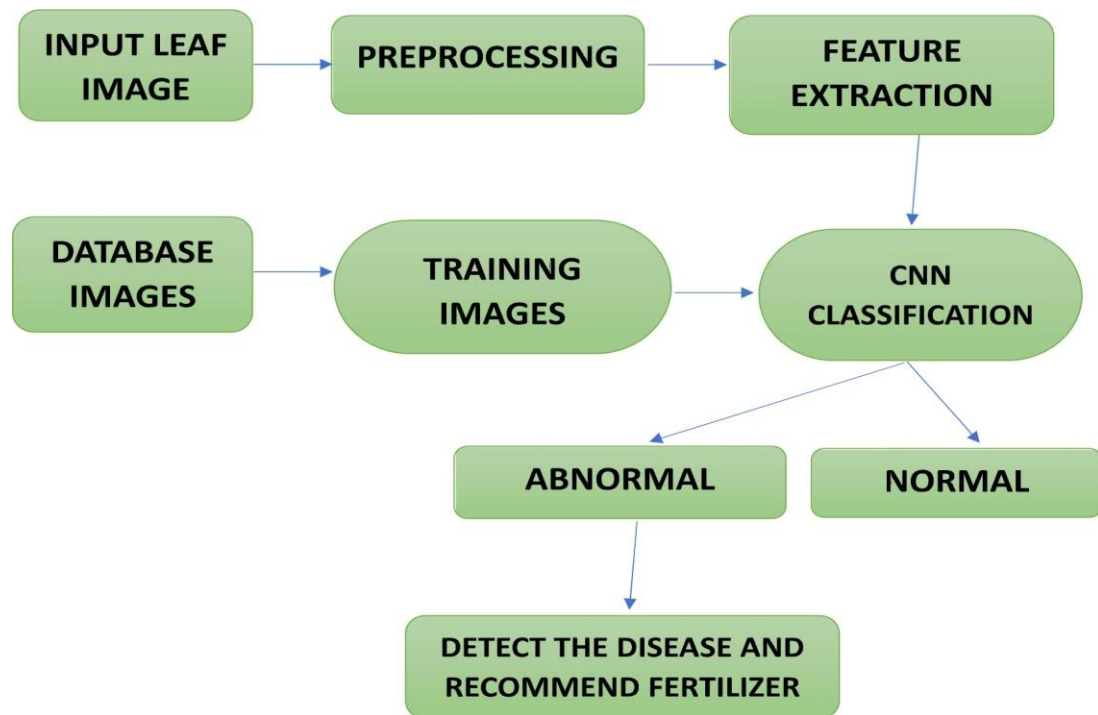 INPUT LEAF
IMAGE
PREPROCESSING
FEATURE
EXTRACTION
DATABASE
IMAGES
TRAINING
IMAGES
CNN
CLASSIFICATION
ABNORMAL
NORMAL
DETECT THE DISEASE AND
RECOMMEND FERTILIZER